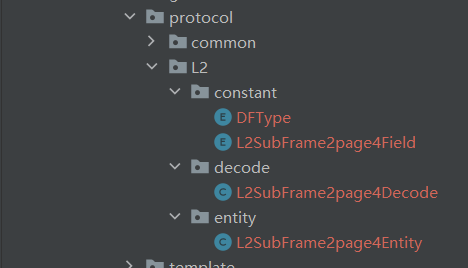 protocol
common
L2
constant
E DFType
E L2SubFrame2page4Field
decode
C L2SubFrame2page4Decode
entity
C L2SubFrame2page4Entity
template